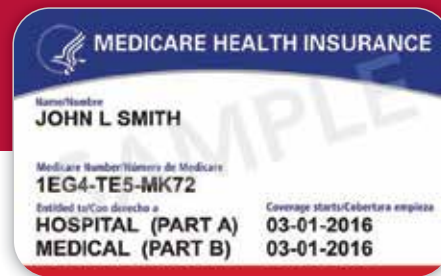 MEDICARE HEALTH INSURANCE
SAMPLE
Name/Nombre
JOHN L SMITH
Medicare Number/Número de Medicare
1EG4-TE5-MK72
Entitled to/Con derecho a
Coverage starts/Cobertura empieza
HOSPITAL (PART A) 03-01-2016
MEDICAL (PART B) 03-01-2016